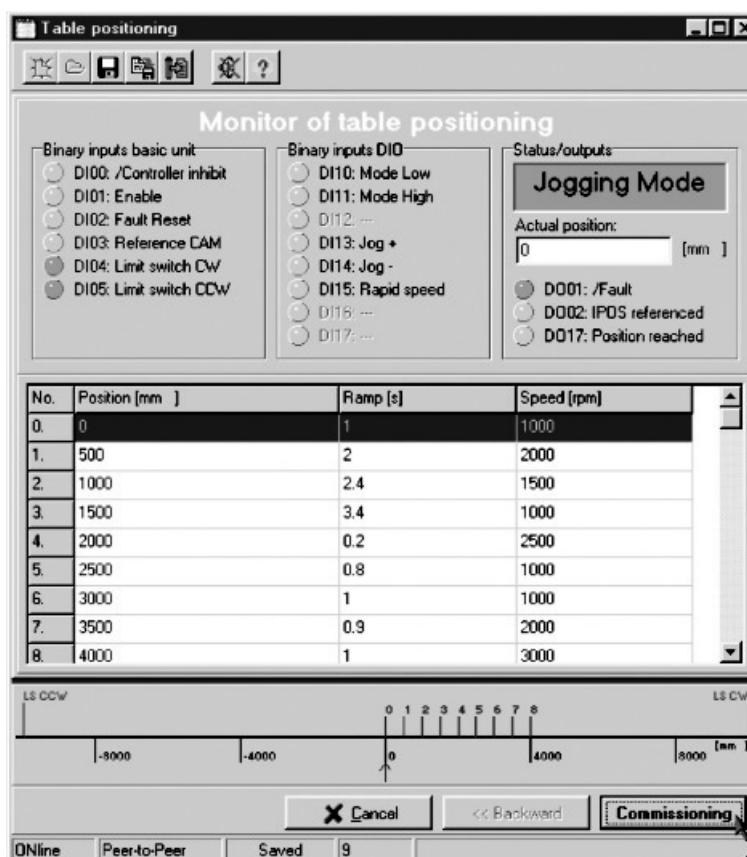 Table positioning
?
Monitor of table positioning
Binary inputs basic unit
DI00: /Controller inhibit
DI01: Enable
DI02: Fault Reset
DI03: Reference CAM
DI04: Limit switch CW
DI05: Limit switch CCW
Binary inputs DIO
DI10: Mode Low
DI11: Mode High
DI12: ---
DI13: Jog +
DI14: Jog -
DI15: Rapid speed
DI16: ---
DI17: ---
Status/outputs
Jogging Mode
Actual position:
0 [mm ]
DO01: /Fault
DO02: IPOS referenced
DO17: Position reached
No. Position [mm ] Ramp [s] Speed [rpm]
0. 0 1 1000
1. 500 2 2000
2. 1000 2.4 1500
3. 1500 3.4 1000
4. 2000 0.2 2500
5. 2500 0.8 1000
6. 3000 1 1000
7. 3500 0.9 2000
8. 4000 1 3000
LS CCW LS CW
0 1 2 3 4 5 6 7 8
-8000 -4000 0 4000 8000 [mm ]
Cancel << Backward Commissioning
ONline Peer-to-Peer Saved 9